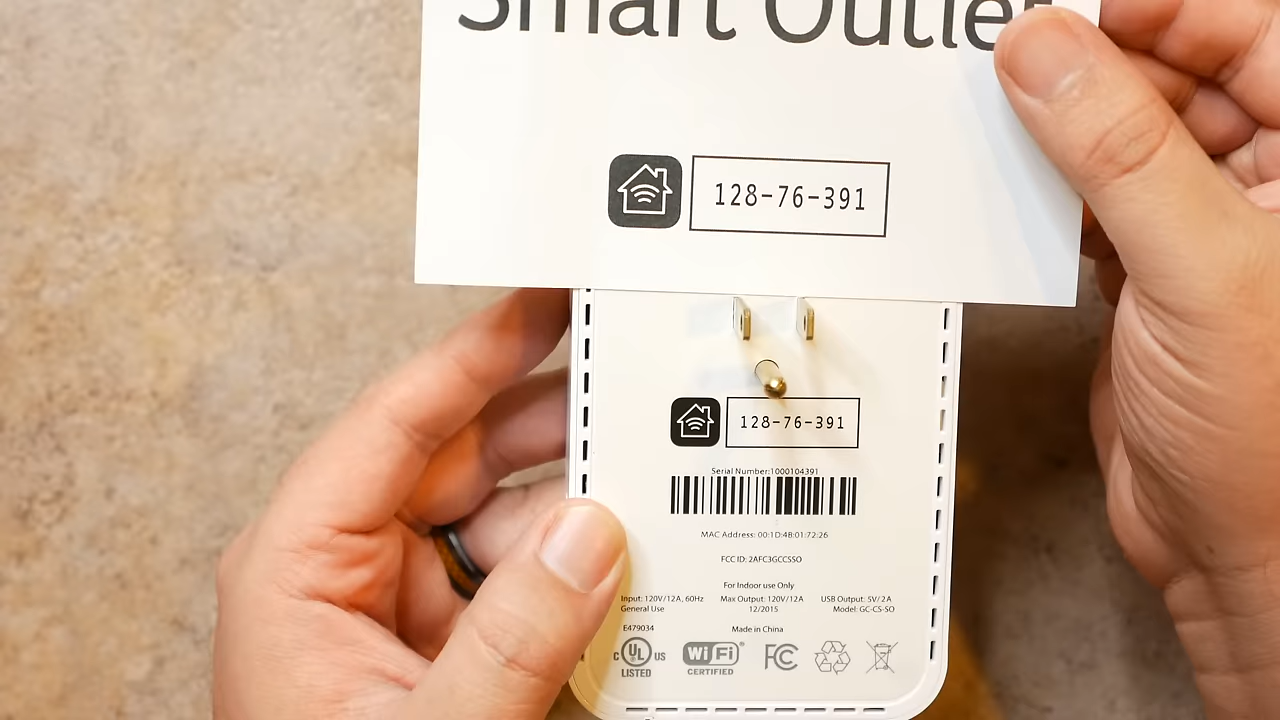 Smart Outlet
128-76-391
128-76-391
Serial Number:1000104391
MAC Address: 00:1D:4B:01:72:26
FCC ID: 2AFC3GCCSSO
For Indoor use Only
Input: 120V/12A, 60Hz Max Output: 120V/12A USB Output: 5V/2A
General Use 12/2015 Model: GC-CS-SO
E479034 Made in China
C UL US LISTED
Wi Fi® CERTIFIED
FC